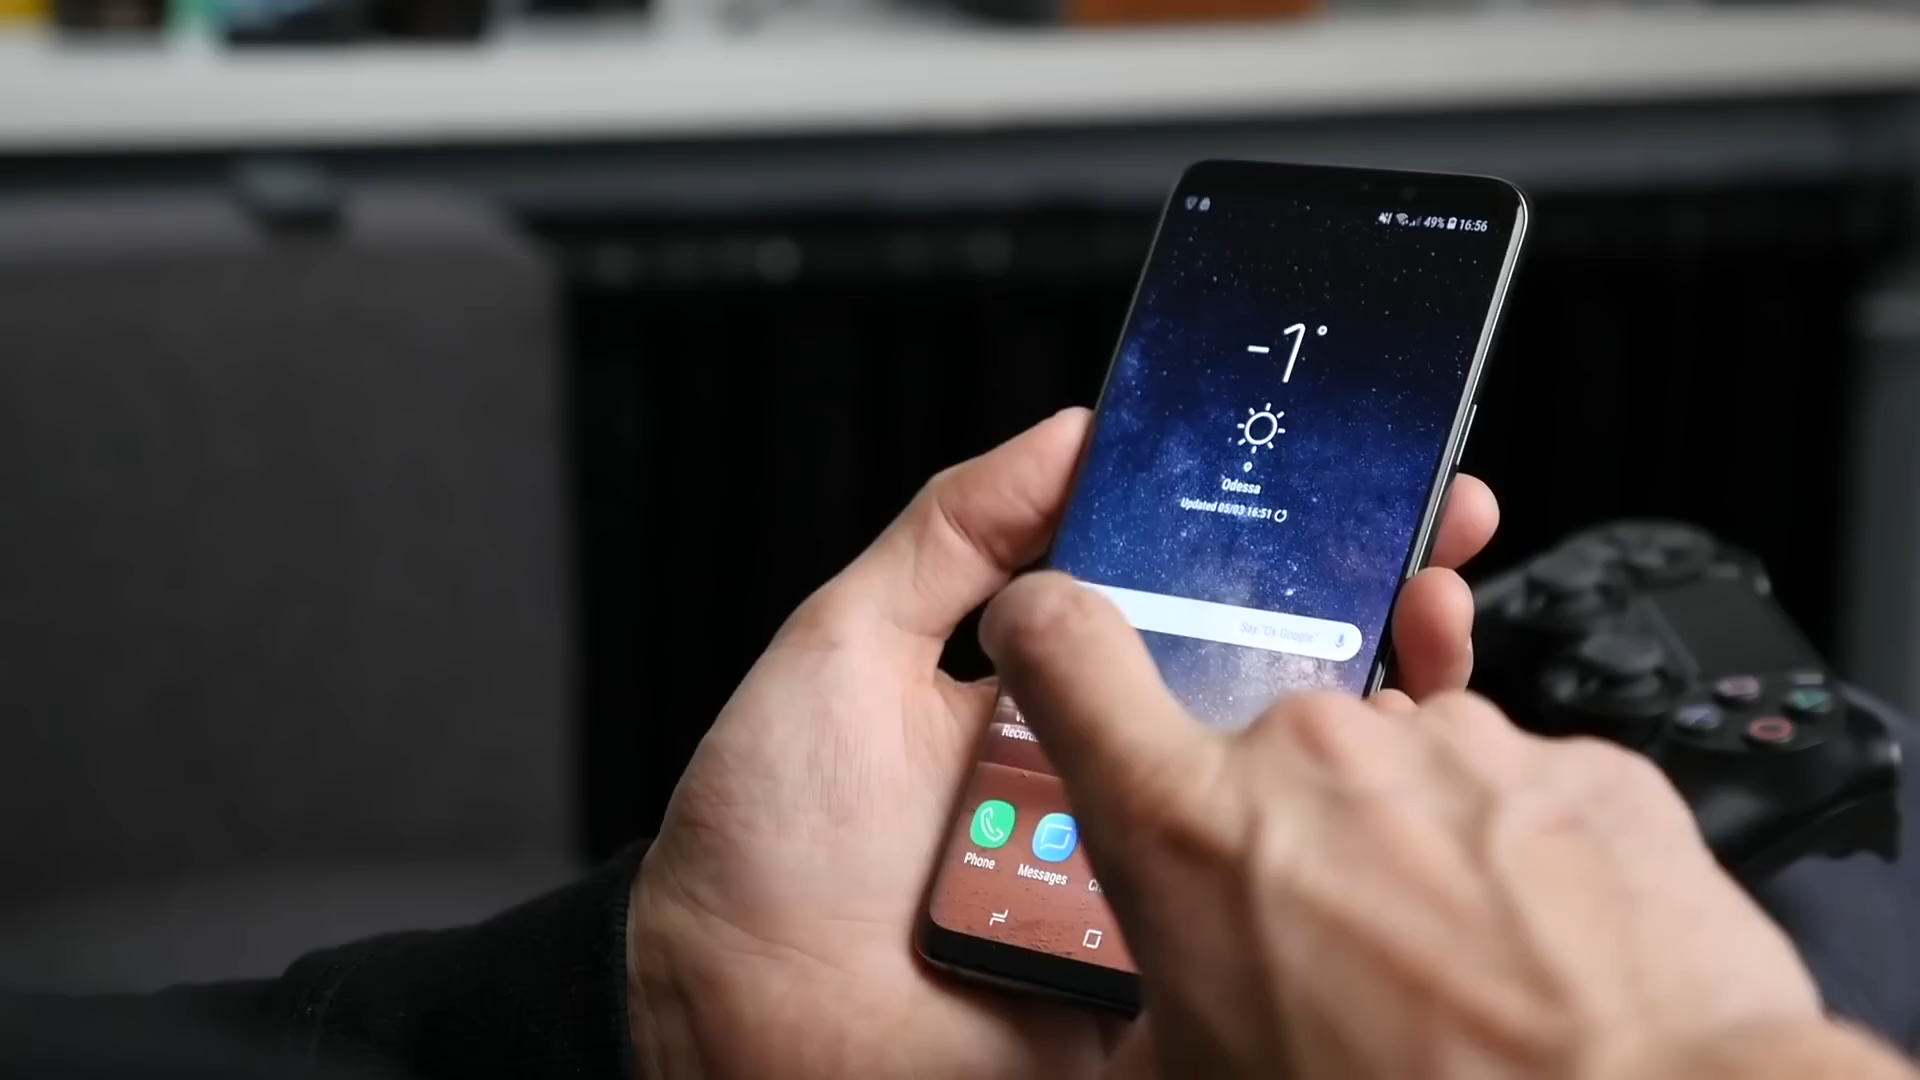 49% 16:56
-1°
Odessa
Updated 05/03 16:51
Say "Ok Google"
Phone
Messages